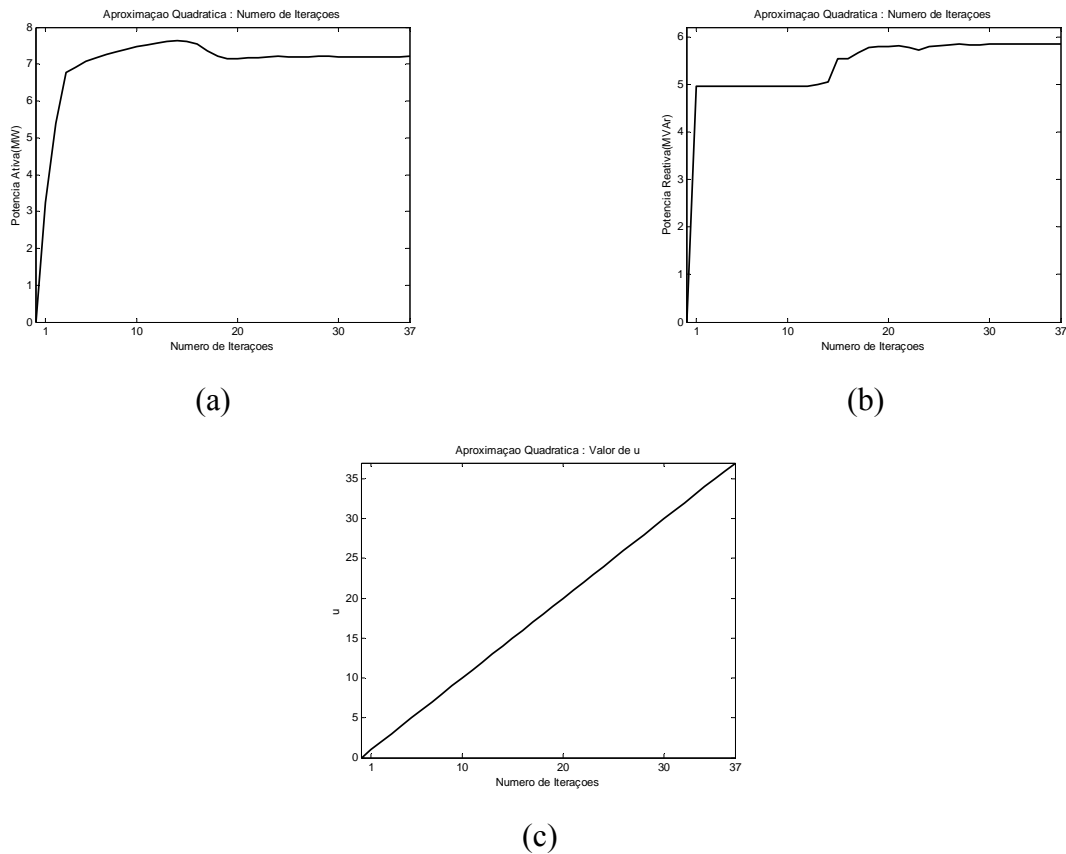 Aproximaçao Quadratica : Numero de Iteraçoes
8
7
6
5
4
3
2
1
0
Potencia Ativa(MW)
1 10 20 30 37
Numero de Iteraçoes
(a)
Aproximaçao Quadratica : Numero de Iteraçoes
6
5
4
3
2
1
0
Potencia Reativa(MVAr)
1 10 20 30 37
Numero de Iteraçoes
(b)
Aproximaçao Quadratica : Valor de u
35
30
25
20
15
10
5
0
u
1 10 20 30 37
Numero de Iteraçoes
(c)